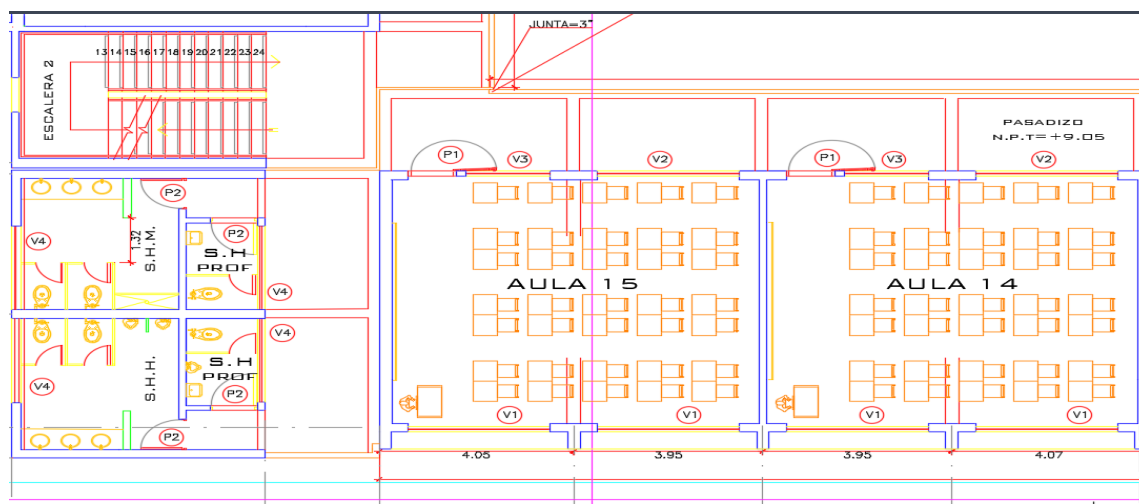 JUNTA=3"
ESCALERA 2
13 14 15 16 17 18 19 20 21 22 23 24
PASADIZO
N.P.T=+9.05
P1
V3
V2
P1
V3
V2
P2
V4
1.32
S.H.M.
P2
S.H
PROF
V4
AULA 15
AULA 14
V4
S.H
PROF
V4
S.H.H.
P2
P2
V1
V1
V1
V1
4.05
3.95
3.95
4.07